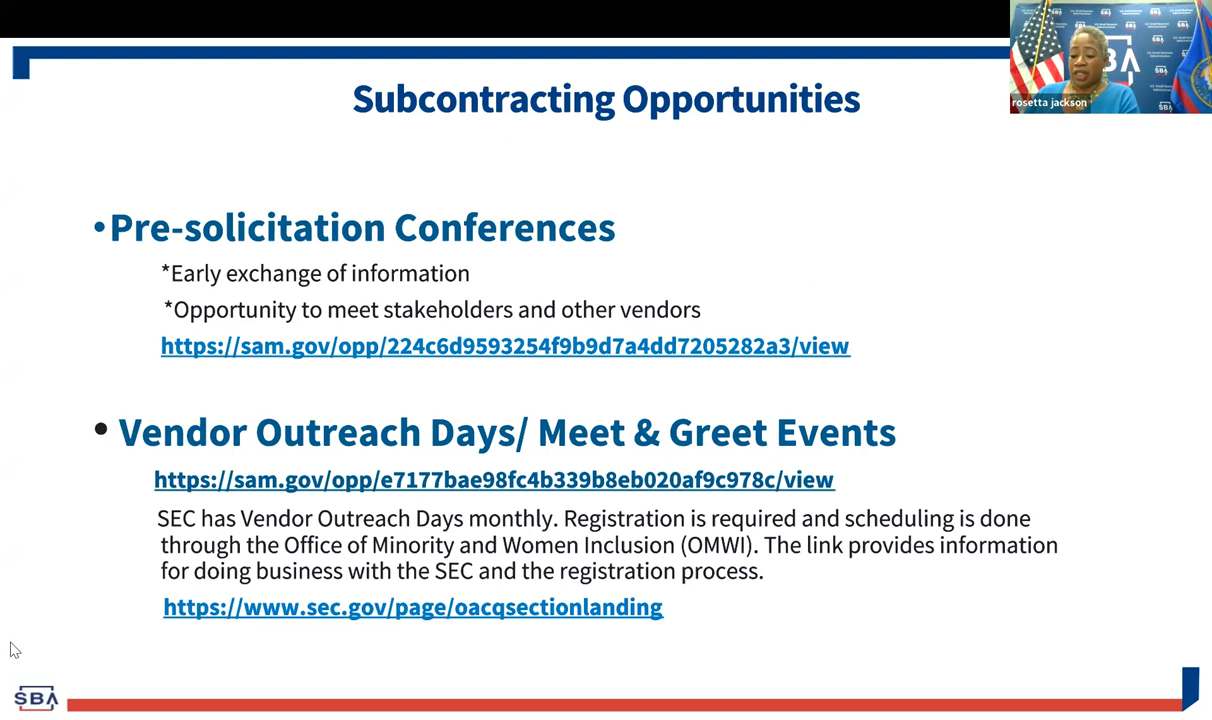 Subcontracting Opportunities
rosetta jackson
SBA
•Pre-solicitation Conferences
*Early exchange of information
*Opportunity to meet stakeholders and other vendors
https://sam.gov/opp/224c6d9593254f9b9d7a4dd7205282a3/view
• Vendor Outreach Days/ Meet & Greet Events
https://sam.gov/opp/e7177bae98fc4b339b8eb020af9c978c/view
SEC has Vendor Outreach Days monthly. Registration is required and scheduling is done
through the Office of Minority and Women Inclusion (OMWI). The link provides information
for doing business with the SEC and the registration process.
https://www.sec.gov/page/oacqsectionlanding
SBA